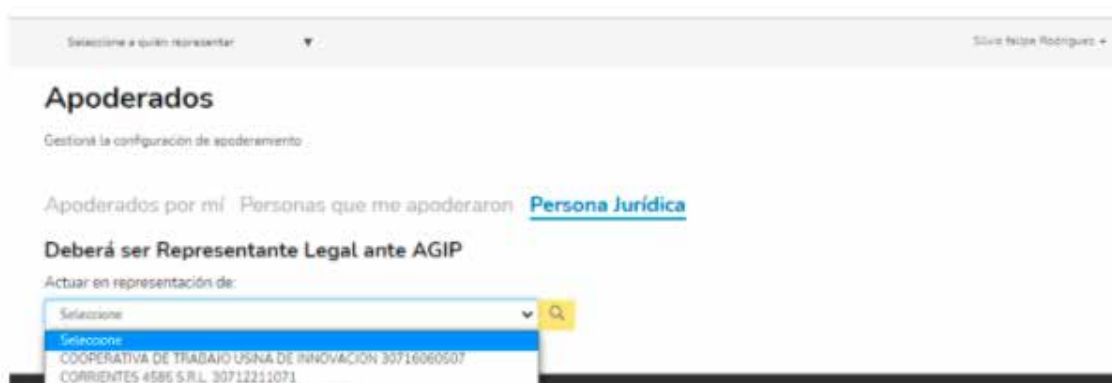 Seleccione a quién representar
Silvio felipe Rodriguez
Apoderados
Gestioná la configuración de apoderamiento
Apoderados por mí Personas que me apoderaron Persona Jurídica
Deberá ser Representante Legal ante AGIP
Actuar en representación de:
Seleccione
Seleccione
COOPERATIVA DE TRABAJO USINA DE INNOVACION 30716060507
CORRIENTES 4586 S.R.L. 30712211071